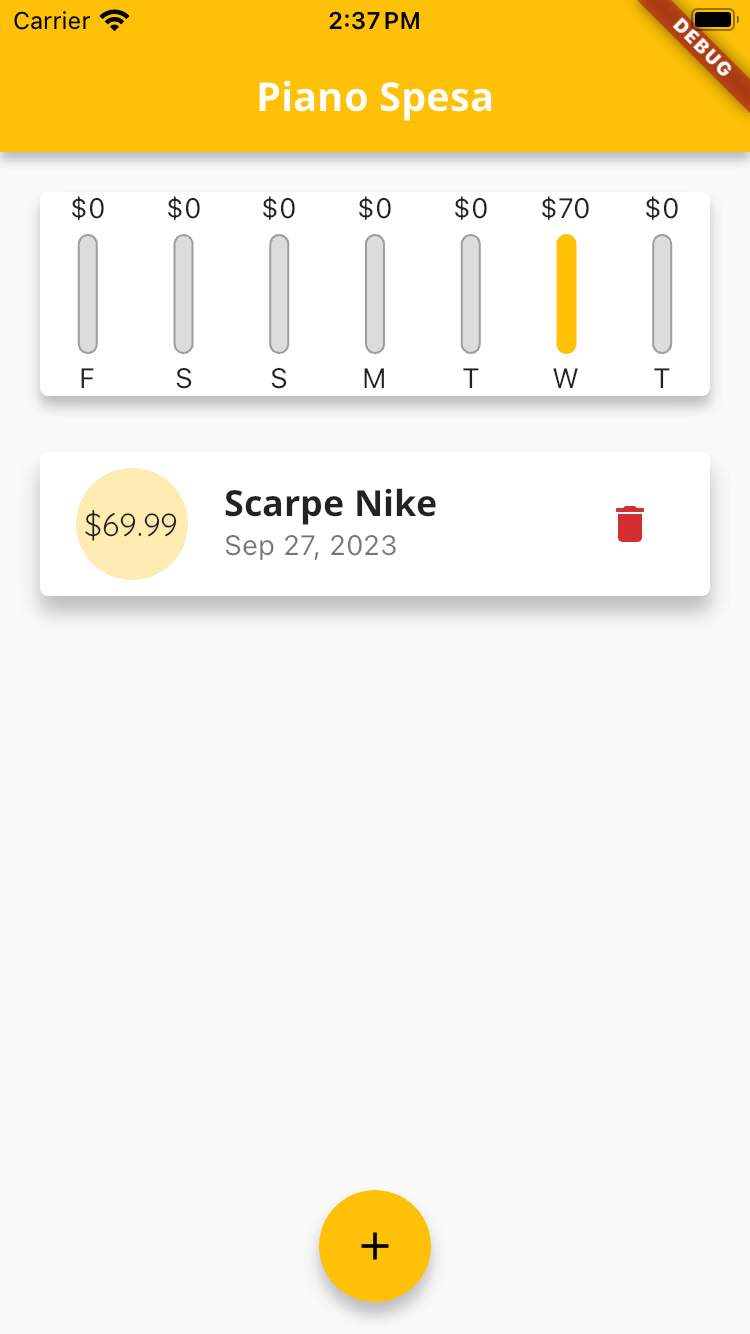 Carrier 2:37 PM
DEBUG
Piano Spesa
$0 $0 $0 $0 $0 $70 $0
F S S M T W T
$69.99
Scarpe Nike
Sep 27, 2023
+